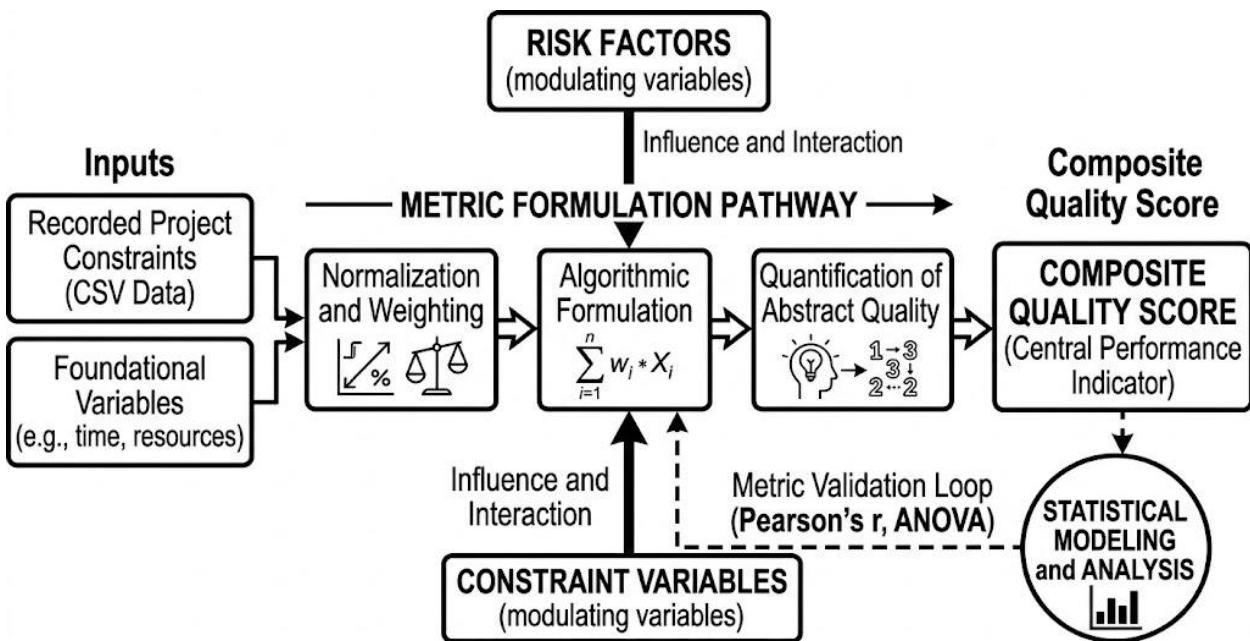 RISK FACTORS
(modulating variables)
Influence and Interaction
Inputs
METRIC FORMULATION PATHWAY
Composite
Quality Score
Recorded Project
Constraints
(CSV Data)
Foundational
Variables
(e.g., time, resources)
Normalization
and Weighting
%
Algorithmic
Formulation
n
∑ wᵢ * Xᵢ
i=1
Quantification of
Abstract Quality
1→3
3
2···2
COMPOSITE
QUALITY SCORE
(Central Performance
Indicator)
Influence and
Interaction
Metric Validation Loop
(Pearson's r, ANOVA)
STATISTICAL
MODELING
and ANALYSIS
CONSTRAINT VARIABLES
(modulating variables)